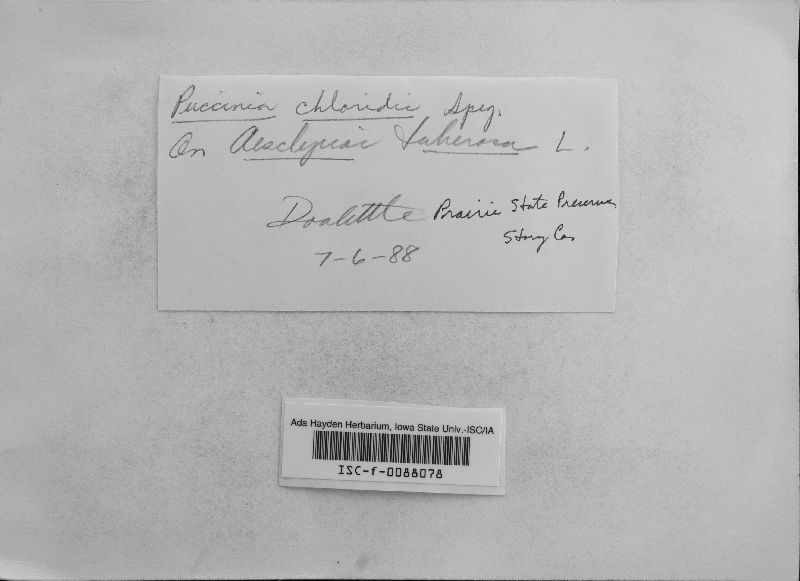 Puccinia chloridis Speg.
On Aesclepias tuberosa L.
Doolittle Prairie State Preserve
Story Co.
7-6-88
Ada Hayden Herbarium, Iowa State Univ.-ISC/IA
ISC-f-0088078